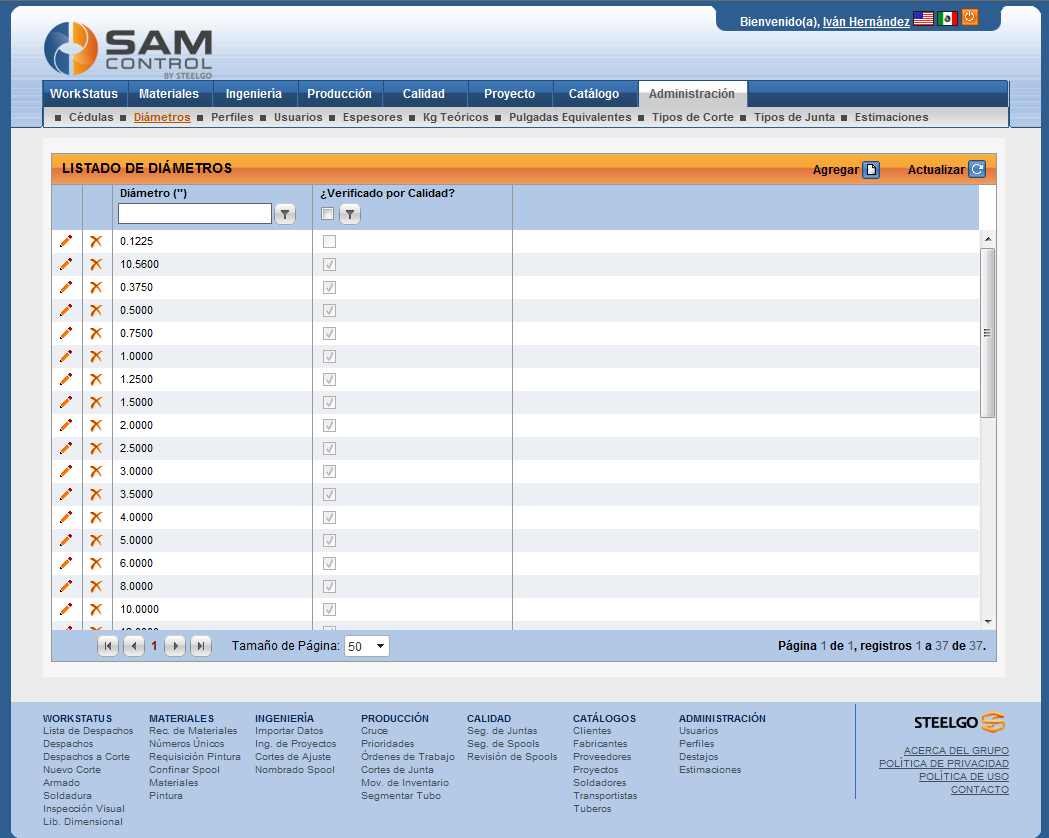 Bienvenido(a), Iván Hernández
SAM
CONTROL
BY STEELGO
WorkStatus Materiales Ingeniería Producción Calidad Proyecto Catálogo Administración
Cédulas Diámetros Perfiles Usuarios Espesores Kg Teóricos Pulgadas Equivalentes Tipos de Corte Tipos de Junta Estimaciones
LISTADO DE DIÁMETROS Agregar Actualizar
Diámetro (") ¿Verificado por Calidad?
0.1225
10.5600
0.3750
0.5000
0.7500
1.0000
1.2500
1.5000
2.0000
2.5000
3.0000
3.5000
4.0000
5.0000
6.0000
8.0000
10.0000
1 Tamaño de Página: 50 Página 1 de 1, registros 1 a 37 de 37.
WORKSTATUS MATERIALES INGENIERÍA PRODUCCIÓN CALIDAD CATÁLOGOS ADMINISTRACIÓN
Lista de Despachos Rec. de Materiales Importar Datos Cruce Seg. de Juntas Clientes Usuarios
Despachos Números Únicos Ing. de Proyectos Prioridades Seg. de Spools Fabricantes Perfiles
Despachos a Corte Requisición Pintura Cortes de Ajuste Órdenes de Trabajo Revisión de Spools Proveedores Destajos
Nuevo Corte Confinar Spool Nombrado Spool Cortes de Junta Proyectos Estimaciones
Armado Materiales Mov. de Inventario Soldadores
Soldadura Pintura Segmentar Tubo Transportistas
Inspección Visual Tuberos
Lib. Dimensional
STEELGO
ACERCA DEL GRUPO
POLÍTICA DE PRIVACIDAD
POLÍTICA DE USO
CONTACTO